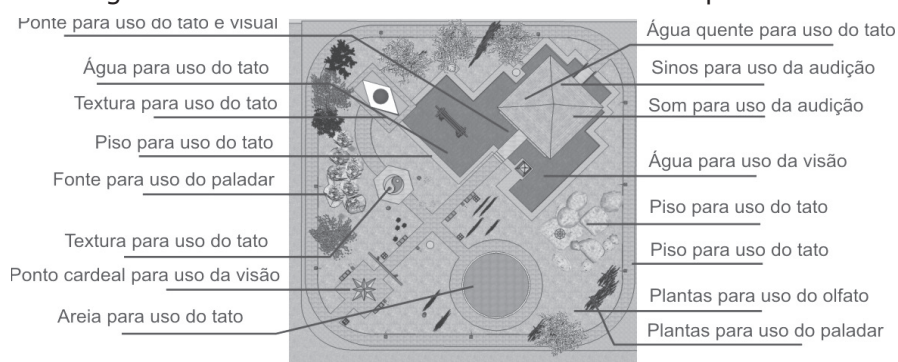 Ponte para uso do tato e visual
Água para uso do tato
Textura para uso do tato
Piso para uso do tato
Fonte para uso do paladar
Textura para uso do tato
Ponto cardeal para uso da visão
Areia para uso do tato
Água quente para uso do tato
Sinos para uso da audição
Som para uso da audição
Água para uso da visão
Piso para uso do tato
Piso para uso do tato
Plantas para uso do olfato
Plantas para uso do paladar